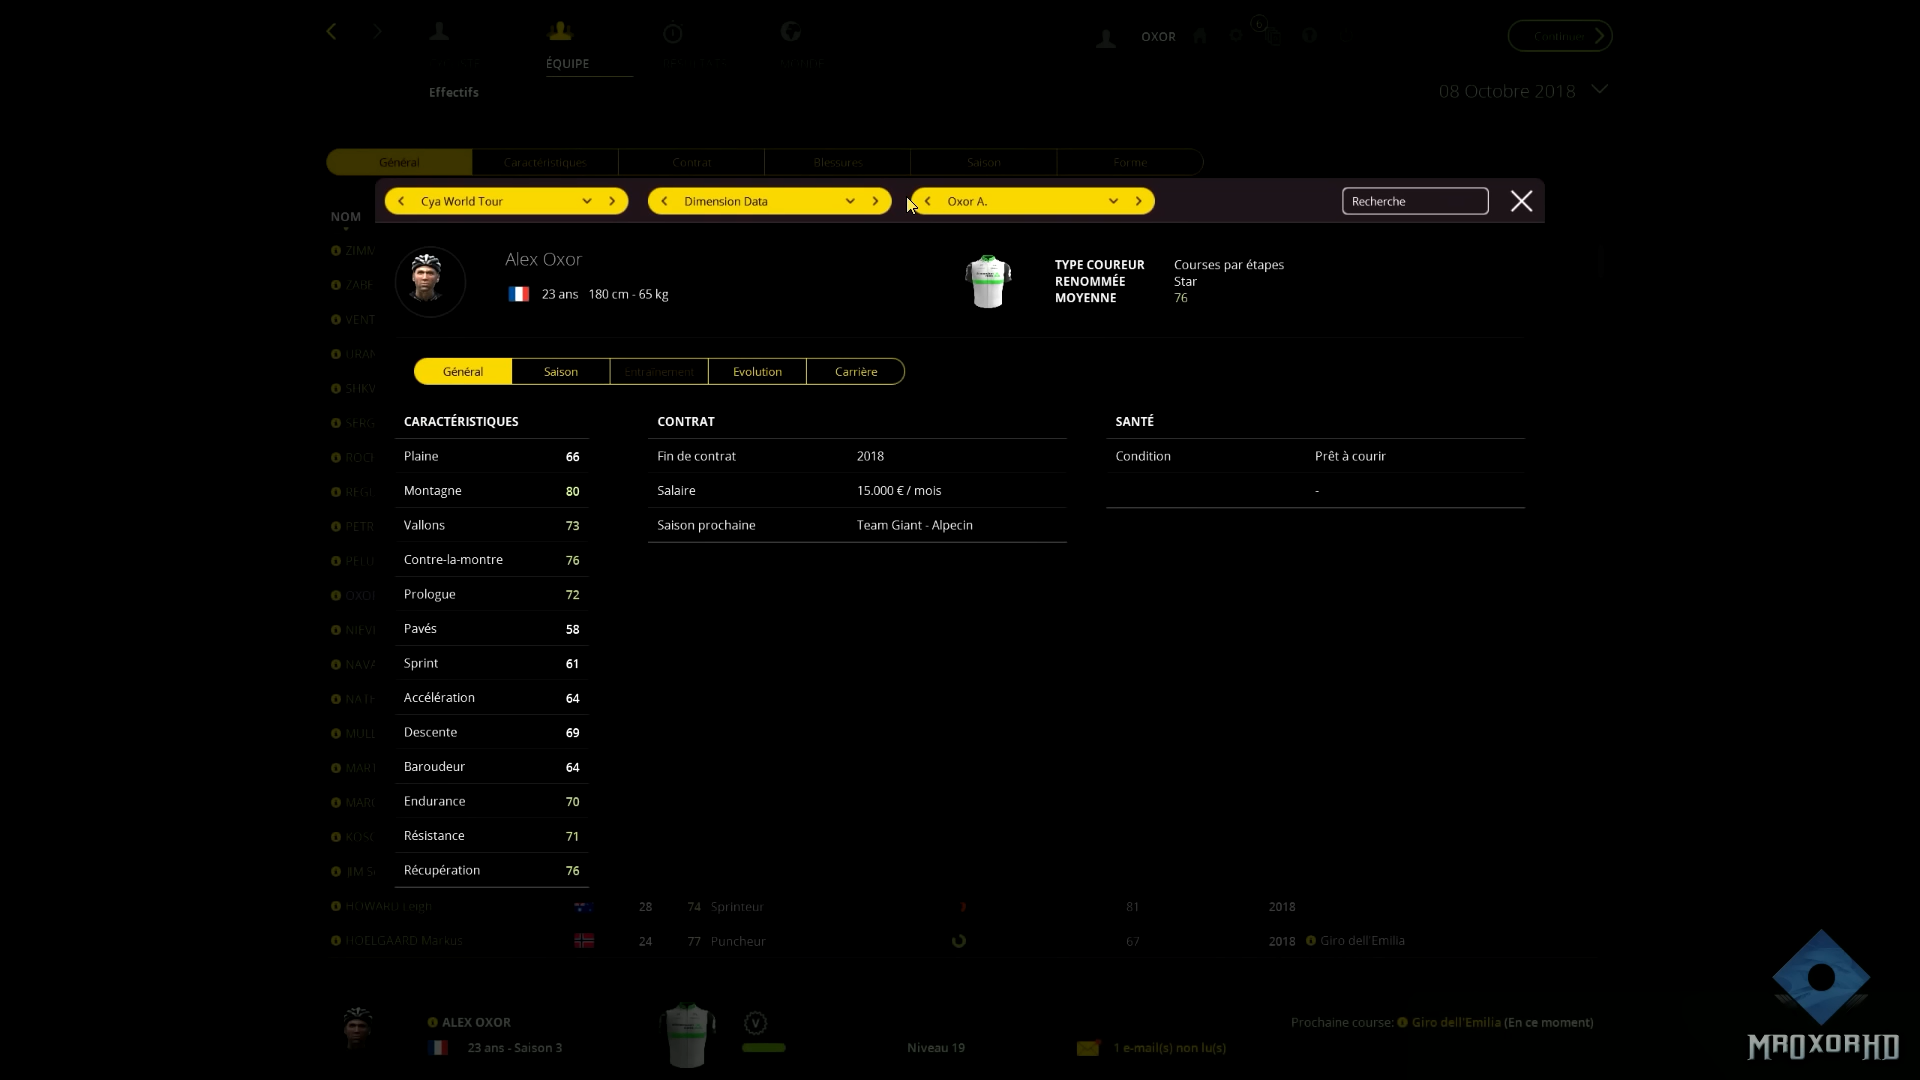 OXOR
Continuer
ÉQUIPE
Effectifs
08 Octobre 2018
Général Caractéristiques Contrat Blessures Saison Forme
Cya World Tour Dimension Data Oxor A. Recherche
NOM
Alex Oxor
23 ans 180 cm - 65 kg
TYPE COUREUR Courses par étapes
RENOMMÉE Star
MOYENNE 76
Général Saison Entraînement Evolution Carrière
CARACTÉRISTIQUES CONTRAT SANTÉ
Plaine 66 Fin de contrat 2018 Condition Prêt à courir
Montagne 80 Salaire 15.000 € / mois -
Vallons 73 Saison prochaine Team Giant - Alpecin
Contre-la-montre 76
Prologue 72
Pavés 58
Sprint 61
Accélération 64
Descente 69
Baroudeur 64
Endurance 70
Résistance 71
Récupération 76
HOWARD Leigh 28 74 Sprinteur 81 2018
HOELGAARD Markus 24 77 Puncheur 67 2018 Giro dell'Emilia
ALEX OXOR V Prochaine course: Giro dell'Emilia (En ce moment)
23 ans - Saison 3 Niveau 19 1 e-mail(s) non lu(s)
MROXORHD